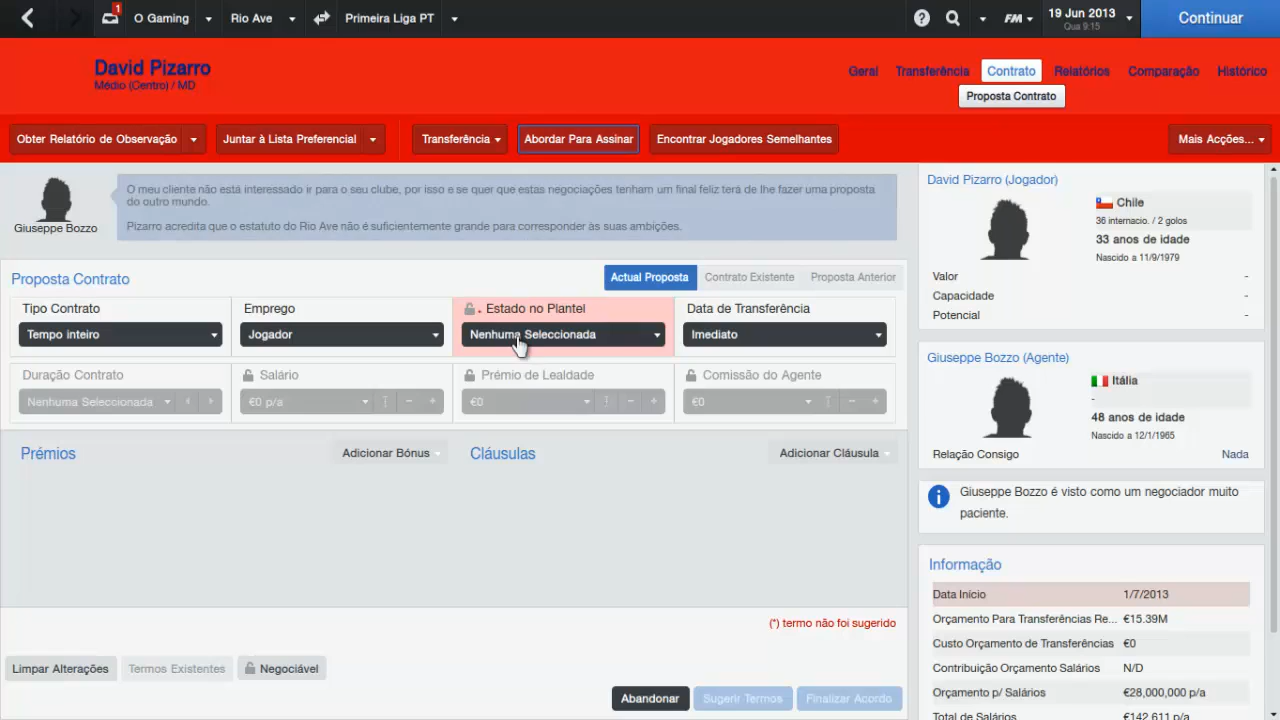 1
O Gaming
Rio Ave
Primeira Liga PT
?
FM
19 Jun 2013
Qua 9:15
Continuar
David Pizarro
Médio (Centro) / MD
Geral
Transferência
Contrato
Relatórios
Comparação
Histórico
Proposta Contrato
Obter Relatório de Observação
Juntar à Lista Preferencial
Transferência
Abordar Para Assinar
Encontrar Jogadores Semelhantes
Mais Acções...
Giuseppe Bozzo
O meu cliente não está interessado ir para o seu clube, por isso e se quer que estas negociações tenham um final feliz terá de lhe fazer uma proposta
do outro mundo.
Pizarro acredita que o estatuto do Rio Ave não é suficientemente grande para corresponder às suas ambições.
Proposta Contrato
Actual Proposta
Contrato Existente
Proposta Anterior
Tipo Contrato
Emprego
. Estado no Plantel
Data de Transferência
Tempo inteiro
Jogador
Nenhuma Seleccionada
Imediato
Duração Contrato
Salário
Prémio de Lealdade
Comissão do Agente
Nenhuma Seleccionada
€0 p/a
€0
€0
Prémios
Adicionar Bónus
Cláusulas
Adicionar Cláusula
(*) termo não foi sugerido
Limpar Alterações
Termos Existentes
Negociável
Abandonar
Sugerir Termos
Finalizar Acordo
David Pizarro (Jogador)
Chile
36 internacio. / 2 golos
33 anos de idade
Nascido a 11/9/1979
Valor -
Capacidade -
Potencial -
Giuseppe Bozzo (Agente)
Itália
-
48 anos de idade
Nascido a 12/1/1965
Relação Consigo Nada
Giuseppe Bozzo é visto como um negociador muito
paciente.
Informação
Data Início 1/7/2013
Orçamento Para Transferências Re... €15.39M
Custo Orçamento de Transferências €0
Contribuição Orçamento Salários N/D
Orçamento p/ Salários €28,000,000 p/a
Total de Salários €142,611 p/a